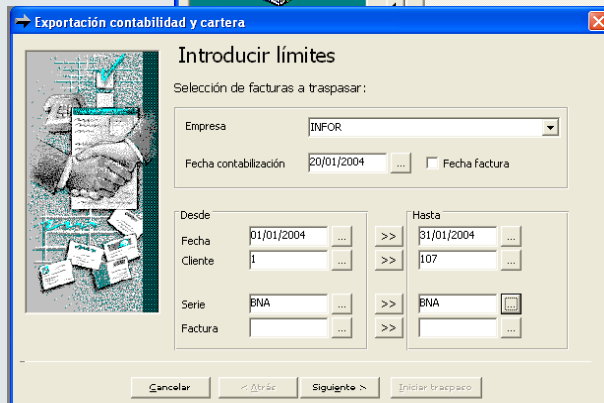 Exportación contabilidad y cartera
Introducir límites
Selección de facturas a traspasar:
Empresa INFOR
Fecha contabilización 20/01/2004 ... Fecha factura
Desde Hasta
Fecha 01/01/2004 ... >> 31/01/2004 ...
Cliente 1 ... >> 107 ...
Serie BNA ... >> BNA ...
Factura ... >> ...
Cancelar < Atrás Siguiente > Iniciar traspaso